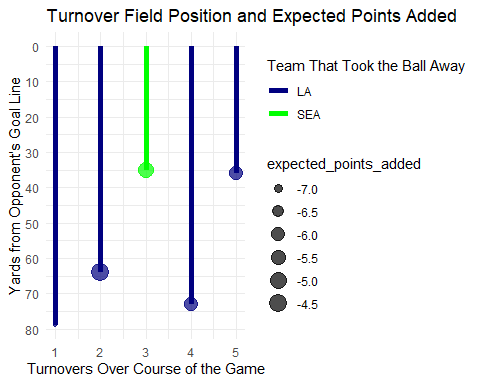 Turnover Field Position and Expected Points Added
Yards from Opponent's Goal Line
0
10
20
30
40
50
60
70
80
1 2 3 4 5
Turnovers Over Course of the Game
Team That Took the Ball Away
LA
SEA
expected_points_added
-7.0
-6.5
-6.0
-5.5
-5.0
-4.5